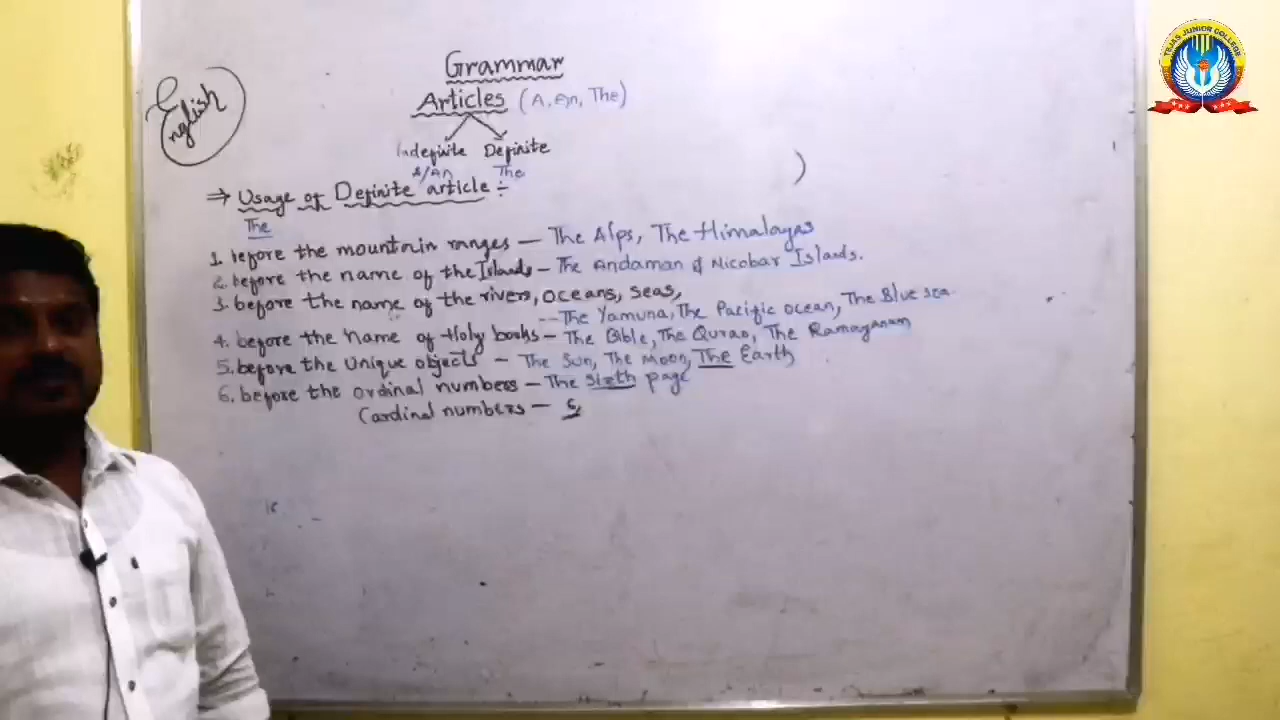 TEJAS JUNIOR COLLEGE
English
Grammar
Articles (A, An, The)
Indefinite Definite
A/An The
⇒ Usage of Definite article :-
The
1. before the mountain ranges — The Alps, The Himalayas
2. before the name of the Islands — The Andaman & Nicobar Islands.
3. before the name of the rivers, oceans, seas,
-- The Yamuna, The Pacific ocean, The Blue sea
4. before the name of Holy books — The Bible, The Quran, The Ramayanam
5. before the Unique objects — The Sun, The Moon, The Earth
6. before the ordinal numbers — The Sixth page
Cardinal numbers —